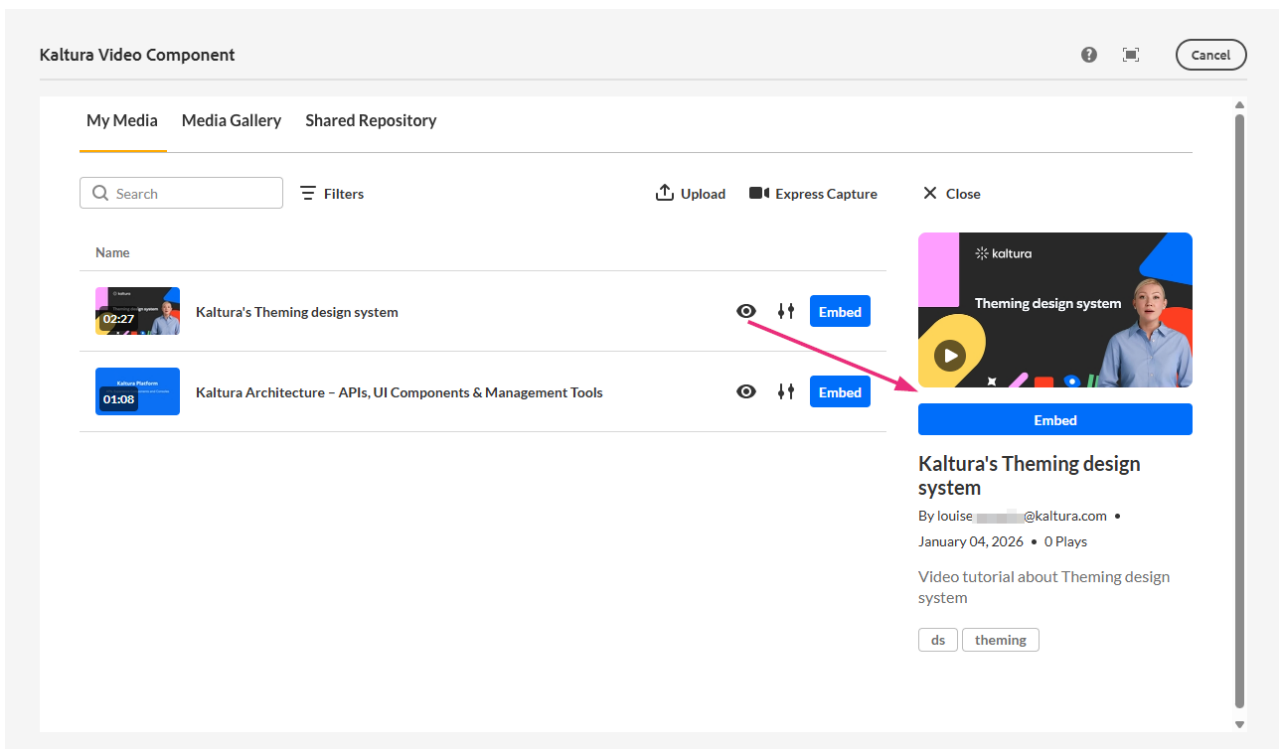 Kaltura Video Component
Cancel
My Media Media Gallery Shared Repository
Search Filters Upload Express Capture Close
Name
02:27
Kaltura's Theming design system
Embed
Kaltura Platform
01:08
Kaltura Architecture – APIs, UI Components & Management Tools
Embed
kaltura
Theming design system
Embed
Kaltura's Theming design
system
By louise @kaltura.com •
January 04, 2026 • 0 Plays
Video tutorial about Theming design
system
ds theming